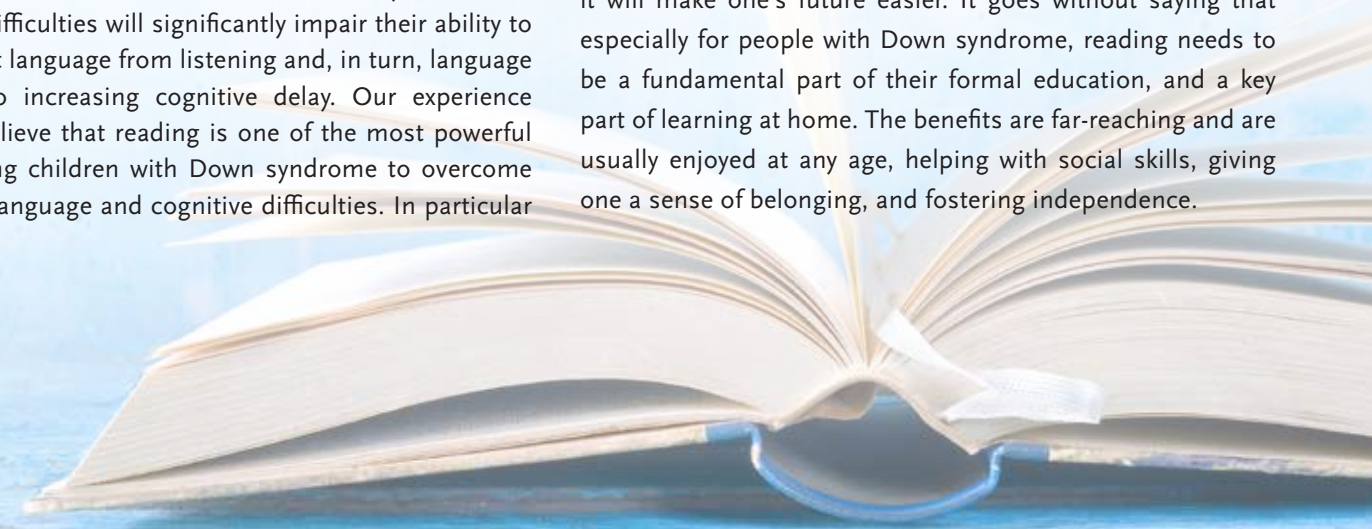 ifficulties will significantly impair their ability to
language from listening and, in turn, language
increasing cognitive delay. Our experience
lieve that reading is one of the most powerful
ng children with Down syndrome to overcome
anguage and cognitive difficulties. In particular
it will make one's future easier. It goes without saying that
especially for people with Down syndrome, reading needs to
be a fundamental part of their formal education, and a key
part of learning at home. The benefits are far-reaching and are
usually enjoyed at any age, helping with social skills, giving
one a sense of belonging, and fostering independence.